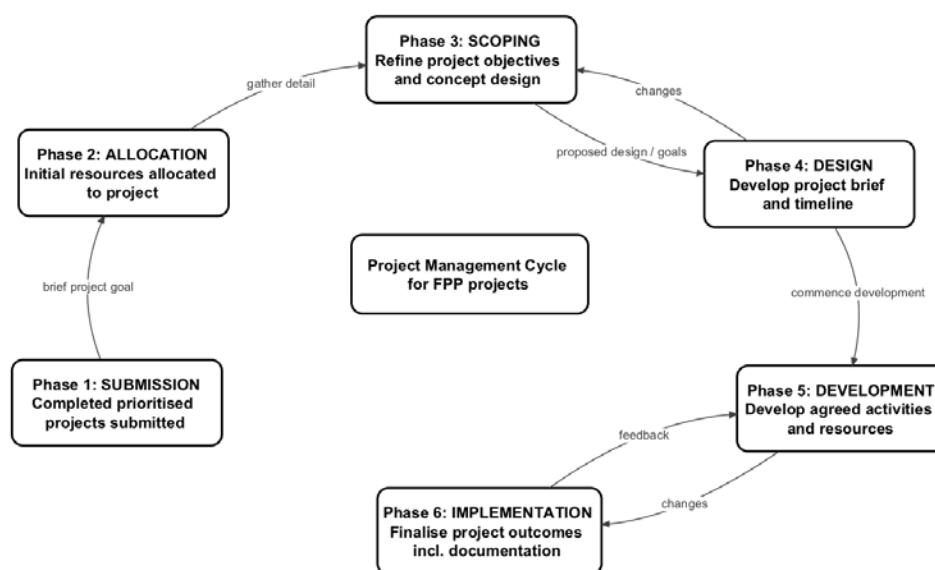 Phase 3: SCOPING
Refine project objectives
and concept design
gather detail
changes
Phase 2: ALLOCATION
Initial resources allocated
to project
proposed design / goals
Phase 4: DESIGN
Develop project brief
and timeline
Project Management Cycle
for FPP projects
brief project goal
commence development
Phase 1: SUBMISSION
Completed prioritised
projects submitted
Phase 5: DEVELOPMENT
Develop agreed activities
and resources
feedback
changes
Phase 6: IMPLEMENTATION
Finalise project outcomes
incl. documentation